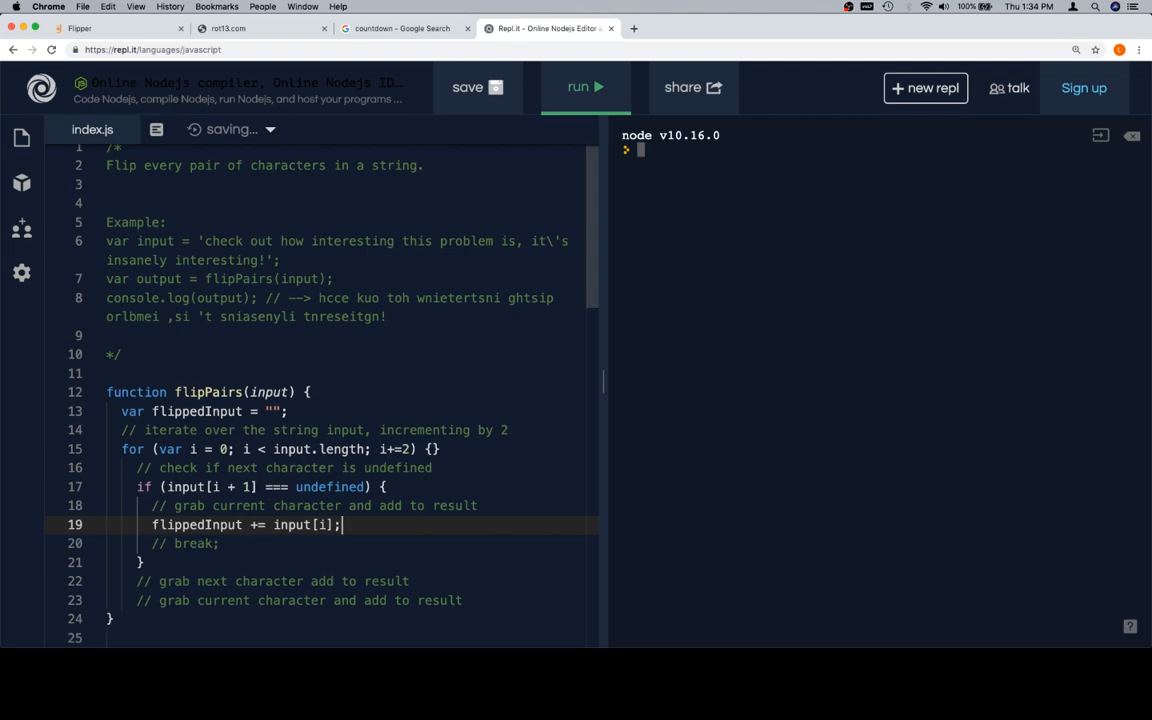 Chrome File Edit View History Bookmarks People Window Help
100% Thu 1:34 PM
Flipper
rot13.com
countdown - Google Search
Repl.it - Online Nodejs Editor
https://repl.it/languages/javascript
Online Nodejs compiler, Online Nodejs ID...
Code Nodejs, compile Nodejs, run Nodejs, and host your programs ...
save
run
share
+ new repl
talk
Sign up
index.js
saving...
1 /*
2 Flip every pair of characters in a string.
3
4
5 Example:
6 var input = 'check out how interesting this problem is, it\'s
insanely interesting!';
7 var output = flipPairs(input);
8 console.log(output); // --> hcce kuo toh wnietertsni ghtsip
orlbmei ,si 't sniasenyli tnreseitgn!
9
10 */
11
12 function flipPairs(input) {
13 var flippedInput = "";
14 // iterate over the string input, incrementing by 2
15 for (var i = 0; i < input.length; i+=2) {}
16 // check if next character is undefined
17 if (input[i + 1] === undefined) {
18 // grab current character and add to result
19 flippedInput += input[i];
20 // break;
21 }
22 // grab next character add to result
23 // grab current character and add to result
24 }
25
node v10.16.0
>
?